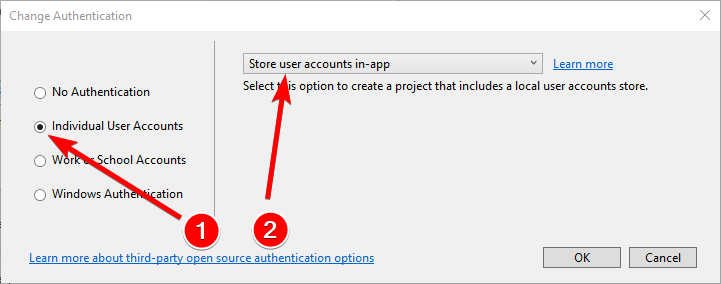 Change Authentication
Store user accounts in-app
Learn more
Select this option to create a project that includes a local user accounts store.
No Authentication
Individual User Accounts
Work or School Accounts
Windows Authentication
1
2
Learn more about third-party open source authentication options
OK
Cancel